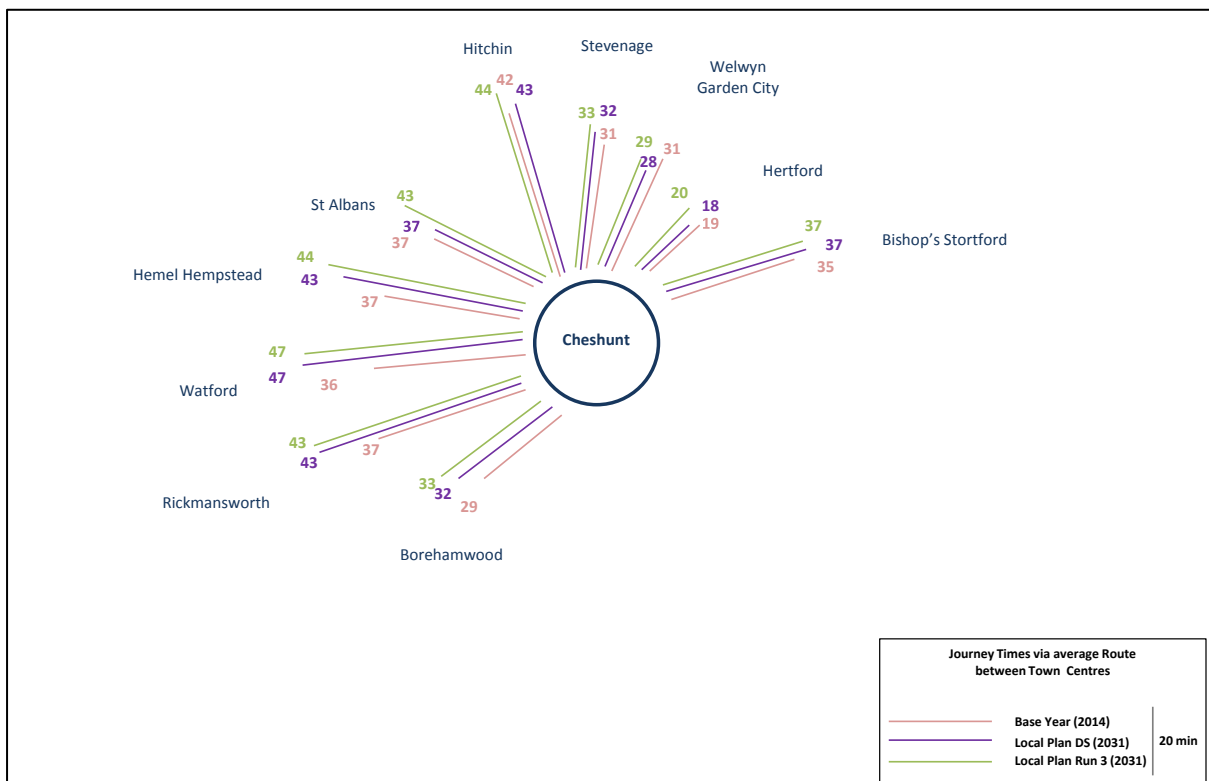 Stevenage
Hitchin
Welwyn
Garden City
42
44
43
33
32
31
29
31
28
Hertford
20
18
19
St Albans
43
37
37
37
37
35
Bishop's Stortford
Hemel Hempstead
44
43
37
Cheshunt
47
47
36
Watford
43
43
37
Rickmansworth
33
32
29
Borehamwood
Journey Times via average Route
between Town Centres
Base Year (2014)
Local Plan DS (2031)
20 min
Local Plan Run 3 (2031)